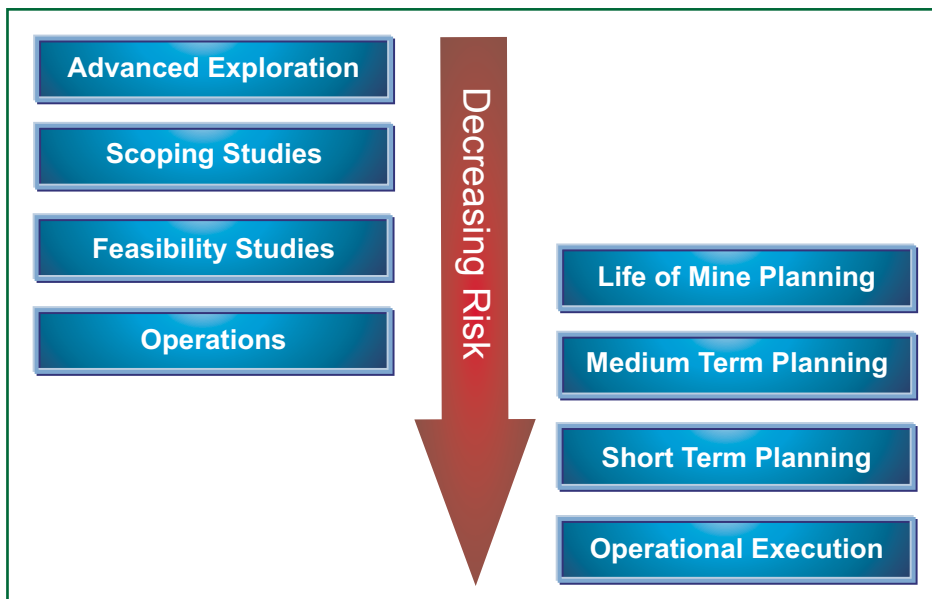 Advanced Exploration
Scoping Studies
Feasibility Studies
Operations
Decreasing Risk
Life of Mine Planning
Medium Term Planning
Short Term Planning
Operational Execution